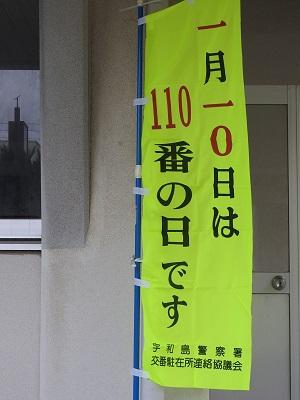 一月一0日は
110番の日です
宇和島警察署
交番駐在所連絡協議会